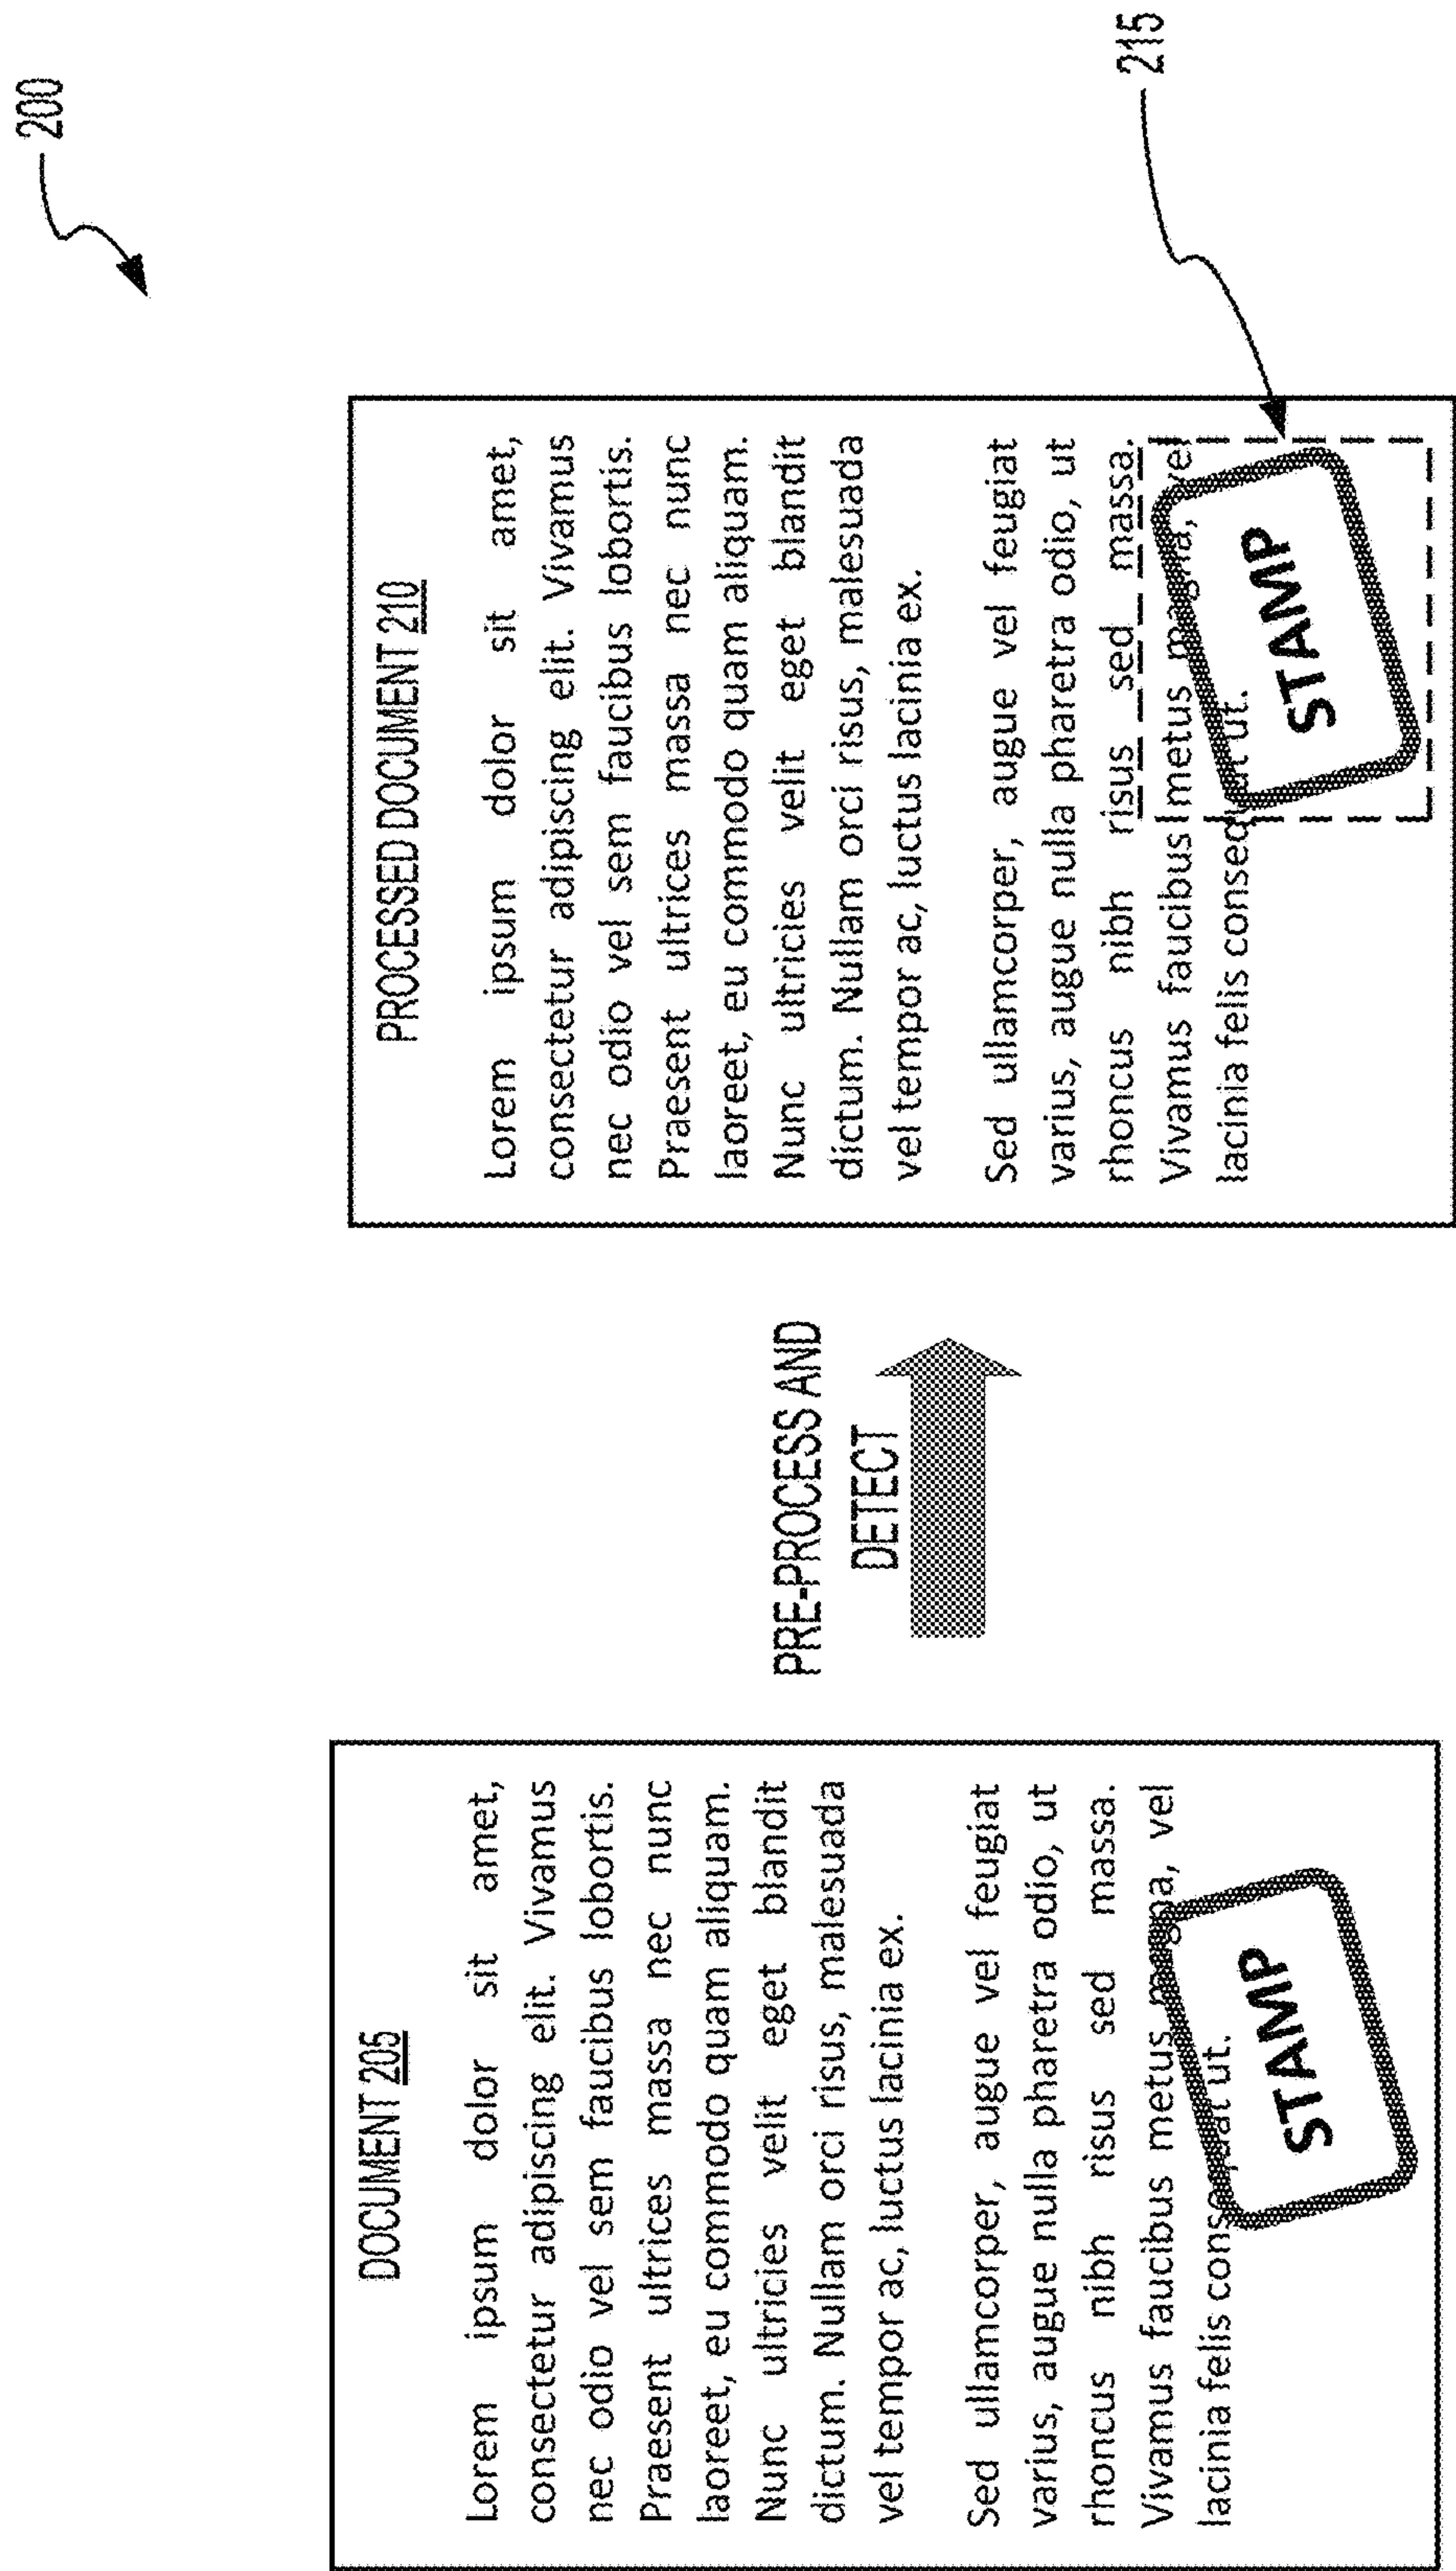 200
DOCUMENT 205
Lorem ipsum dolor sit amet,
consectetur adipiscing elit. Vivamus
nec odio vel sem faucibus lobortis.
Praesent ultrices massa nec nunc
laoreet, eu commodo quam aliquam.
Nunc ultricies velit eget blandit
dictum. Nullam orci risus, malesuada
vel tempor ac, luctus lacinia ex.
Sed ullamcorper, augue vel feugiat
varius, augue nulla pharetra odio, ut
rhoncus nibh risus sed massa.
Vivamus faucibus metus magna, vel
lacinia felis consequat ut.
STAMP
PRE-PROCESS AND
DETECT
PROCESSED DOCUMENT 210
Lorem ipsum dolor sit amet,
consectetur adipiscing elit. Vivamus
nec odio vel sem faucibus lobortis.
Praesent ultrices massa nec nunc
laoreet, eu commodo quam aliquam.
Nunc ultricies velit eget blandit
dictum. Nullam orci risus, malesuada
vel tempor ac, luctus lacinia ex.
Sed ullamcorper, augue vel feugiat
varius, augue nulla pharetra odio, ut
rhoncus nibh risus sed massa.
Vivamus faucibus metus magna, vel
lacinia felis consequat ut.
STAMP
215